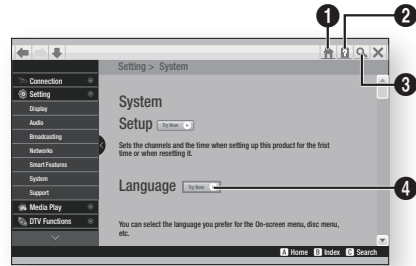 1
2
Setting > System
3
Connection
Setting
Display
Audio
Broadcasting
Networks
Smart Features
System
Support
Media Play
DTV Functions
System
Setup Try Now
Sets the channels and the time when setting up this product for the frist
time or when resetting it.
Language Try Now
4
You can select the language you prefer for the On-screen menu, disc menu,
etc.
A Home B Index C Search